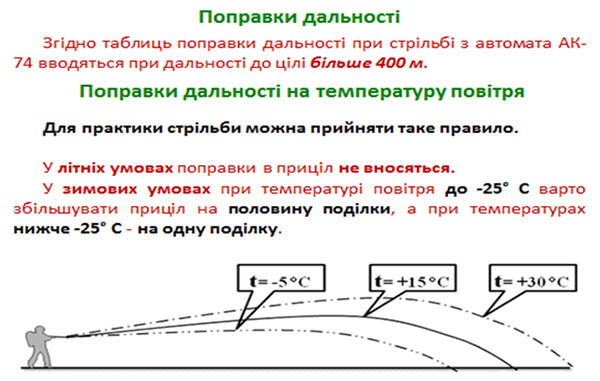 Поправки дальності
Згідно таблиць поправки дальності при стрільбі з автомата АК-
74 вводяться при дальності до цілі більше 400 м.
Поправки дальності на температуру повітря
Для практики стрільби можна прийняти таке правило.
У літніх умовах поправки в приціл не вносяться.
У зимових умовах при температурі повітря до -25° С варто
збільшувати приціл на половину поділки, а при температурах
нижче -25° С - на одну поділку.
t= -5°C t= +15°C t= +30°C